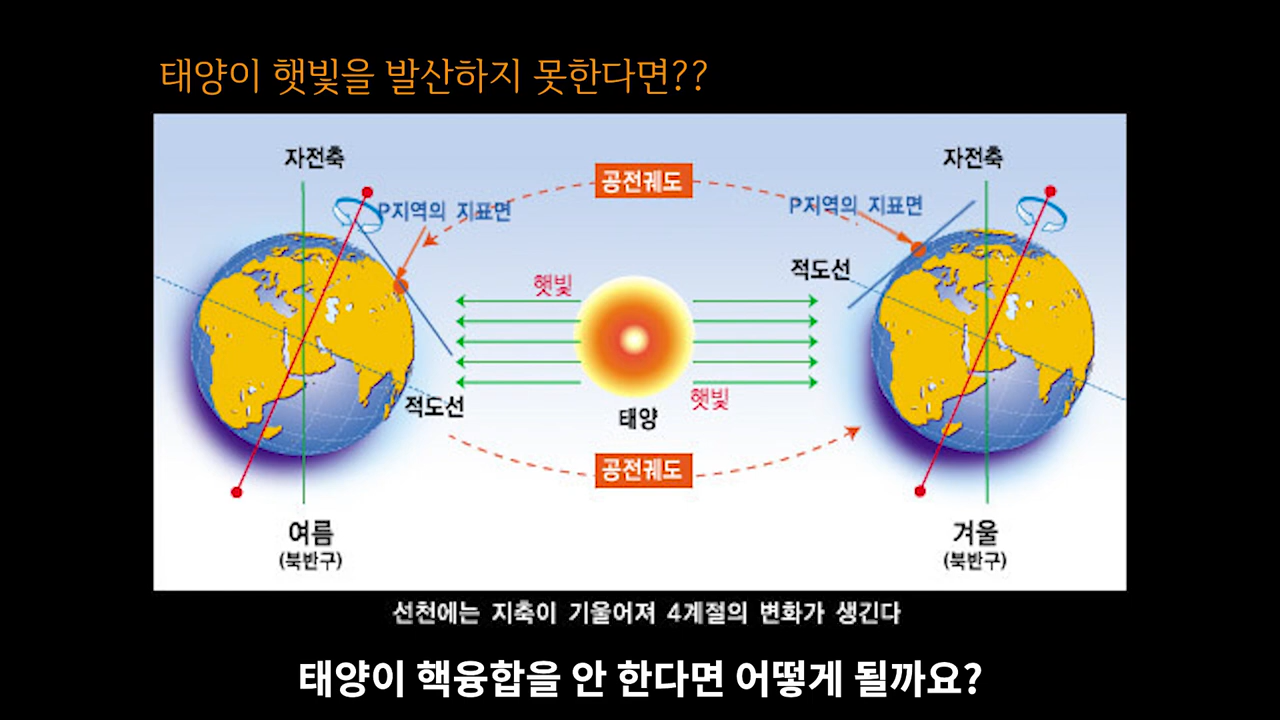 태양이 햇빛을 발산하지 못한다면??
자전축
자전축
공전궤도
P지역의 지표면
P지역의 지표면
적도선
햇빛
햇빛
적도선
태양
공전궤도
여름
(북반구)
겨울
(북반구)
선천에는 지축이 기울어져 4계절의 변화가 생긴다
태양이 핵융합을 안 한다면 어떻게 될까요?